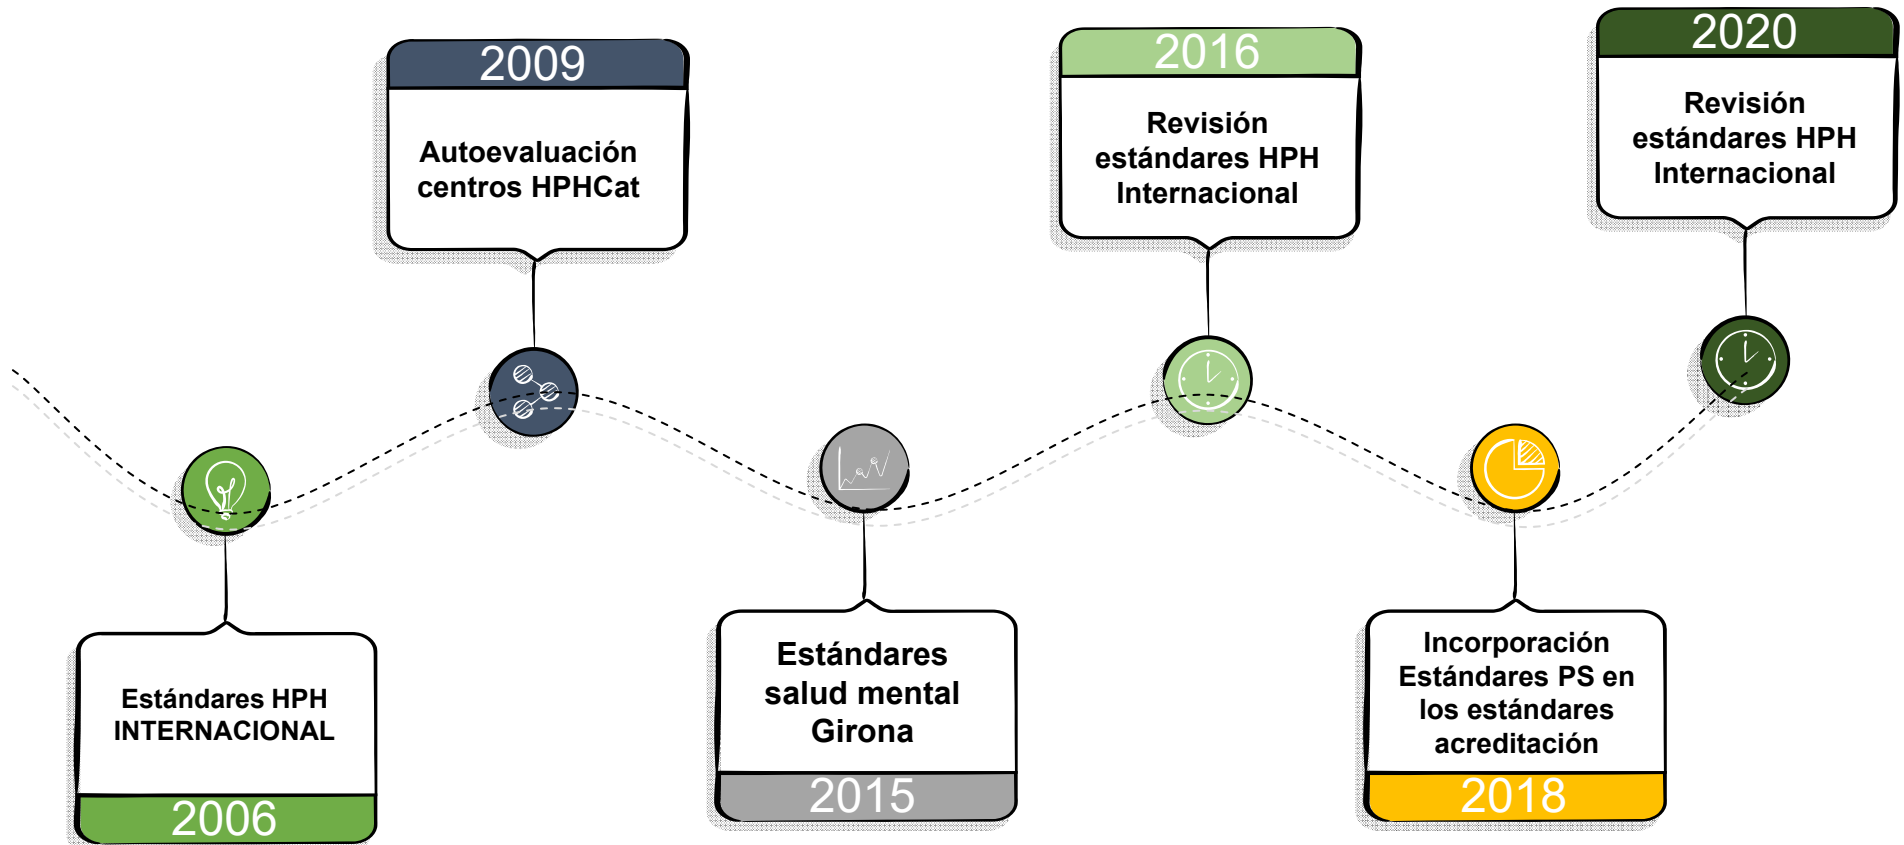 2006
Estándares HPH
INTERNACIONAL
2009
Autoevaluación
centros HPHCat
2015
Estándares
salud mental
Girona
2016
Revisión
estándares HPH
Internacional
2018
Incorporación
Estándares PS en
los estándares
acreditación
2020
Revisión
estándares HPH
Internacional